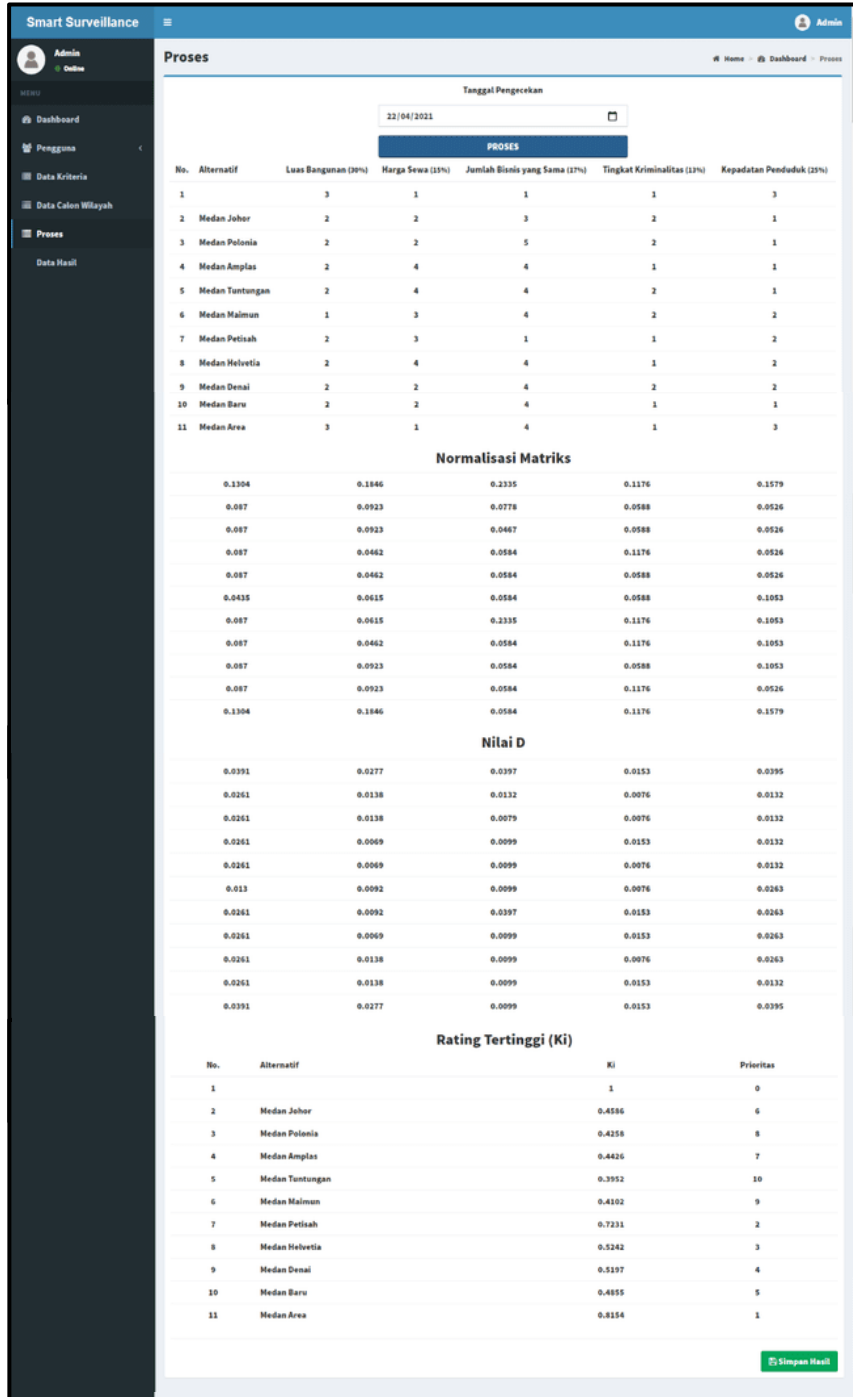 Smart Surveillance
Admin
Admin
Online
MENU
Dashboard
Pengguna
Data Kriteria
Data Calon Wilayah
Proses
Data Hasil
Proses
Home > Dashboard > Proses
Tanggal Pengecekan
22/04/2021
PROSES
No. Alternatif Luas Bangunan (30%) Harga Sewa (15%) Jumlah Bisnis yang Sama (17%) Tingkat Kriminalitas (13%) Kepadatan Penduduk (25%)
1 3 1 1 1 3
2 Medan Johor 2 2 3 2 1
3 Medan Polonia 2 2 5 2 1
4 Medan Amplas 2 4 4 1 1
5 Medan Tuntungan 2 4 4 2 1
6 Medan Maimun 1 3 4 2 2
7 Medan Petisah 2 3 1 1 2
8 Medan Helvetia 2 4 4 1 2
9 Medan Denai 2 2 4 2 2
10 Medan Baru 2 2 4 1 1
11 Medan Area 3 1 4 1 3
Normalisasi Matriks
0.1304 0.1846 0.2335 0.1176 0.1579
0.087 0.0923 0.0778 0.0588 0.0526
0.087 0.0923 0.0467 0.0588 0.0526
0.087 0.0462 0.0584 0.1176 0.0526
0.087 0.0462 0.0584 0.0588 0.0526
0.0435 0.0615 0.0584 0.0588 0.1053
0.087 0.0615 0.2335 0.1176 0.1053
0.087 0.0462 0.0584 0.1176 0.1053
0.087 0.0923 0.0584 0.0588 0.1053
0.087 0.0923 0.0584 0.1176 0.0526
0.1304 0.1846 0.0584 0.1176 0.1579
Nilai D
0.0391 0.0277 0.0397 0.0153 0.0395
0.0261 0.0138 0.0132 0.0076 0.0132
0.0261 0.0138 0.0079 0.0076 0.0132
0.0261 0.0069 0.0099 0.0153 0.0132
0.0261 0.0069 0.0099 0.0076 0.0132
0.013 0.0092 0.0099 0.0076 0.0263
0.0261 0.0092 0.0397 0.0153 0.0263
0.0261 0.0069 0.0099 0.0153 0.0263
0.0261 0.0138 0.0099 0.0076 0.0263
0.0261 0.0138 0.0099 0.0153 0.0132
0.0391 0.0277 0.0099 0.0153 0.0395
Rating Tertinggi (Ki)
No. Alternatif Ki Prioritas
1 1 0
2 Medan Johor 0.4586 6
3 Medan Polonia 0.4258 8
4 Medan Amplas 0.4426 7
5 Medan Tuntungan 0.3952 10
6 Medan Maimun 0.4102 9
7 Medan Petisah 0.7231 2
8 Medan Helvetia 0.5242 3
9 Medan Denai 0.5197 4
10 Medan Baru 0.4855 5
11 Medan Area 0.8154 1
Simpan Hasil